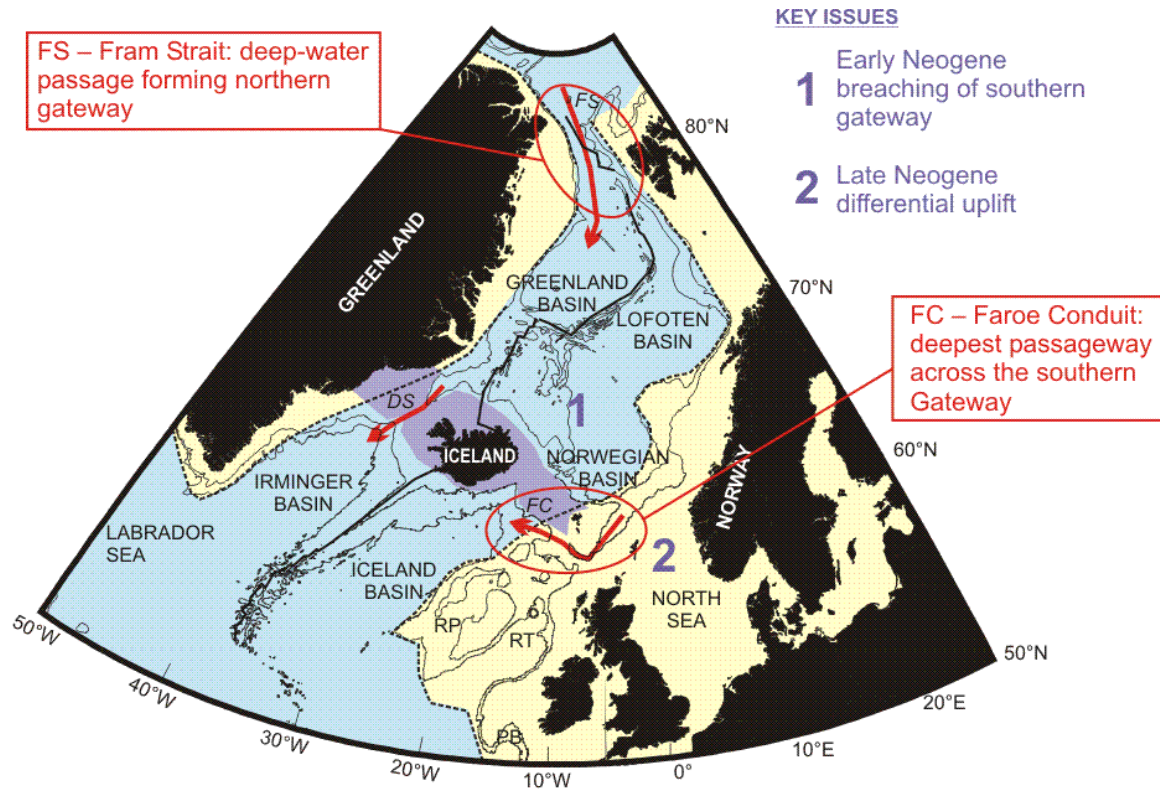 FS – Fram Strait: deep-water
passage forming northern
gateway
KEY ISSUES
1
Early Neogene
breaching of southern
gateway
2
Late Neogene
differential uplift
FS
80°N
GREENLAND
70°N
GREENLAND
BASIN
LOFOTEN
BASIN
FC – Faroe Conduit:
deepest passageway
across the southern
Gateway
DS
1
ICELAND
NORWEGIAN
BASIN
NORWAY
60°N
IRMINGER
BASIN
FC
LABRADOR
SEA
2
ICELAND
BASIN
NORTH
SEA
RP
RT
PB
50°N
50°W
40°W
30°W
20°W
10°W
0°
10°E
20°E